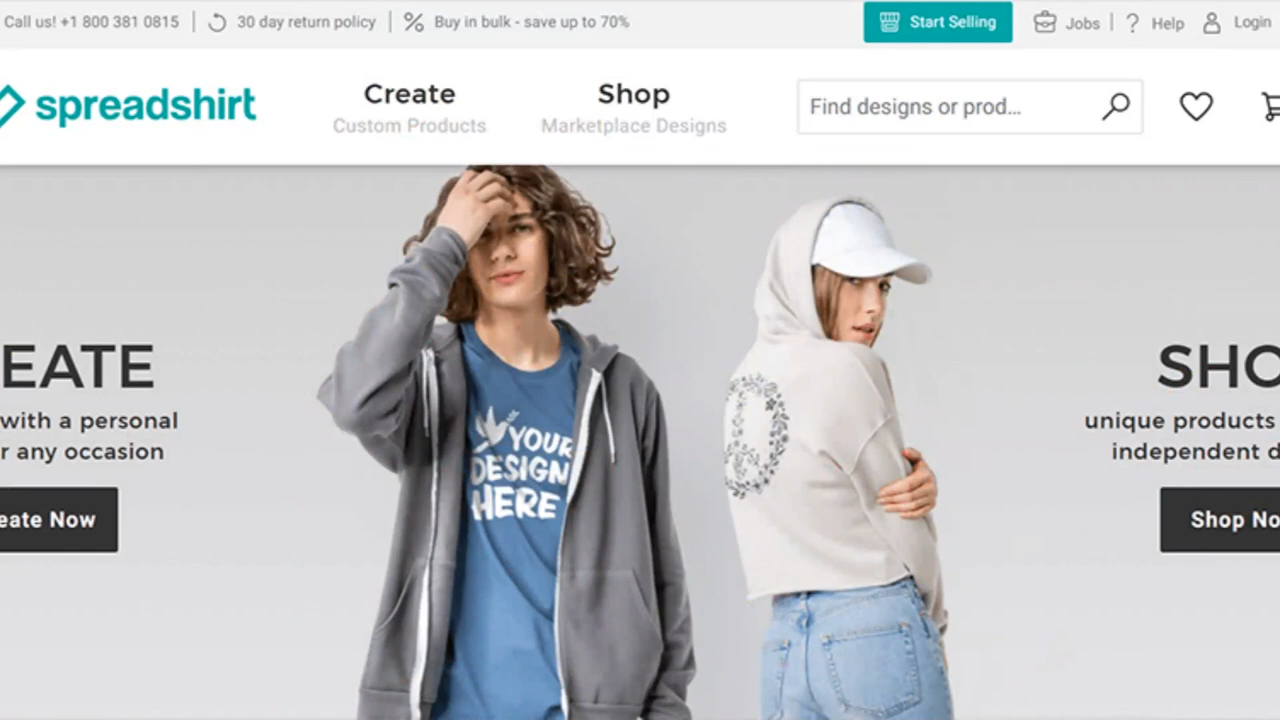 Call us! +1 800 381 0815 | 30 day return policy | % Buy in bulk - save up to 70% Start Selling Jobs | ? Help Login
spreadshirt
Create Shop
Custom Products Marketplace Designs
Find designs or prod...
EATE
with a personal
r any occasion
eate Now
YOUR
DESIGN
HERE
SHO
unique products
independent d
Shop No